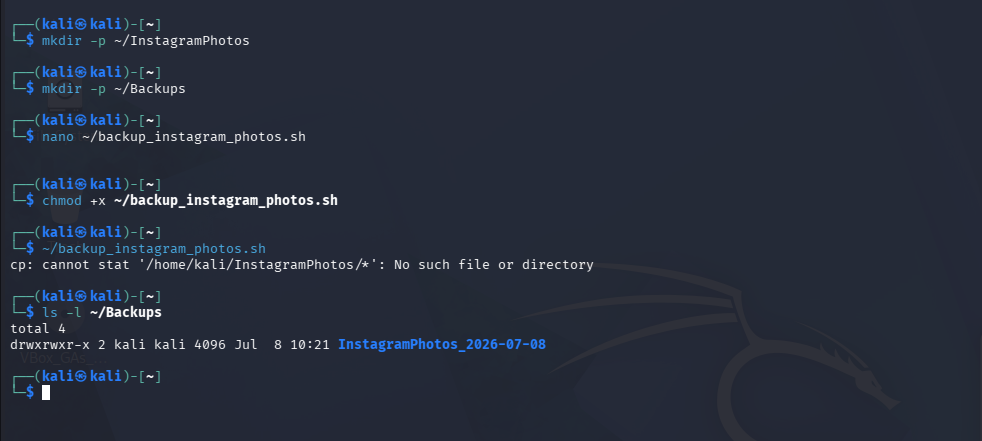 ┌──(kali㉿kali)-[~]
└─$ mkdir -p ~/InstagramPhotos
┌──(kali㉿kali)-[~]
└─$ mkdir -p ~/Backups
┌──(kali㉿kali)-[~]
└─$ nano ~/backup_instagram_photos.sh
┌──(kali㉿kali)-[~]
└─$ chmod +x ~/backup_instagram_photos.sh
┌──(kali㉿kali)-[~]
└─$ ~/backup_instagram_photos.sh
cp: cannot stat '/home/kali/InstagramPhotos/*': No such file or directory
┌──(kali㉿kali)-[~]
└─$ ls -l ~/Backups
total 4
drwxrwxr-x 2 kali kali 4096 Jul  8 10:21 InstagramPhotos_2026-07-08
VBox_GAs_
┌──(kali㉿kali)-[~]
└─$